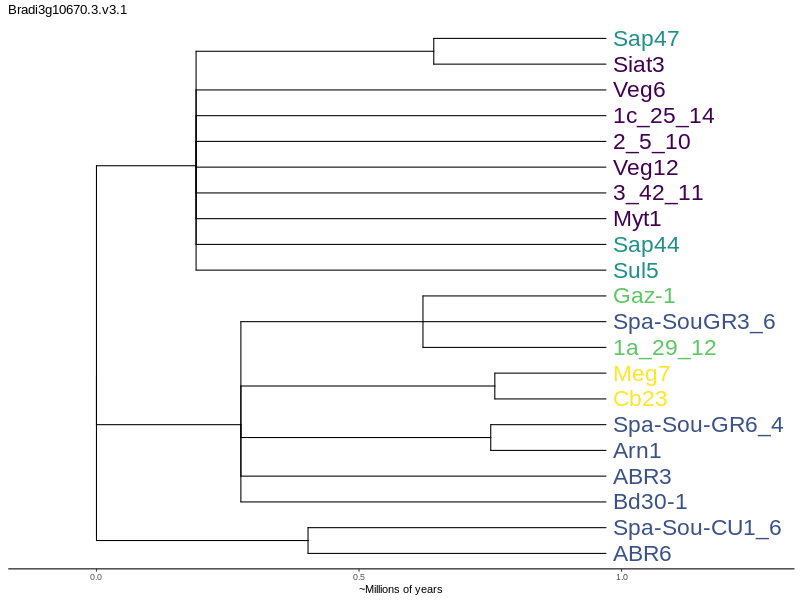 Bradi3g10670.3.v3.1
Sap47
Siat3
Veg6
1c_25_14
2_5_10
Veg12
3_42_11
Myt1
Sap44
Sul5
Gaz-1
Spa-SouGR3_6
1a_29_12
Meg7
Cb23
Spa-Sou-GR6_4
Arn1
ABR3
Bd30-1
Spa-Sou-CU1_6
ABR6
0.0 0.5 1.0
~Millions of years